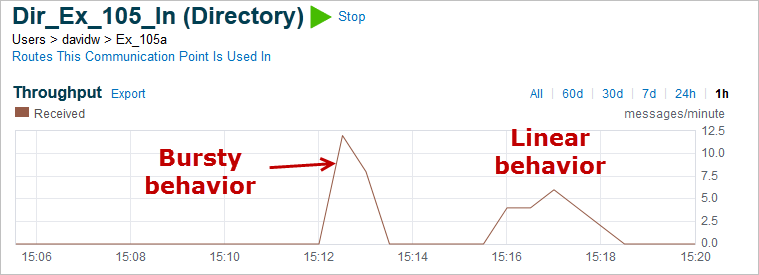 Dir_Ex_105_In (Directory) Stop
Users > davidw > Ex_105a
Routes This Communication Point Is Used In
Throughput Export All 60d 30d 7d 24h 1h
Received messages/minute
12.5
10.0
7.5
5.0
2.5
0.0
Bursty
behavior
Linear
behavior
15:06 15:08 15:10 15:12 15:14 15:16 15:18 15:20